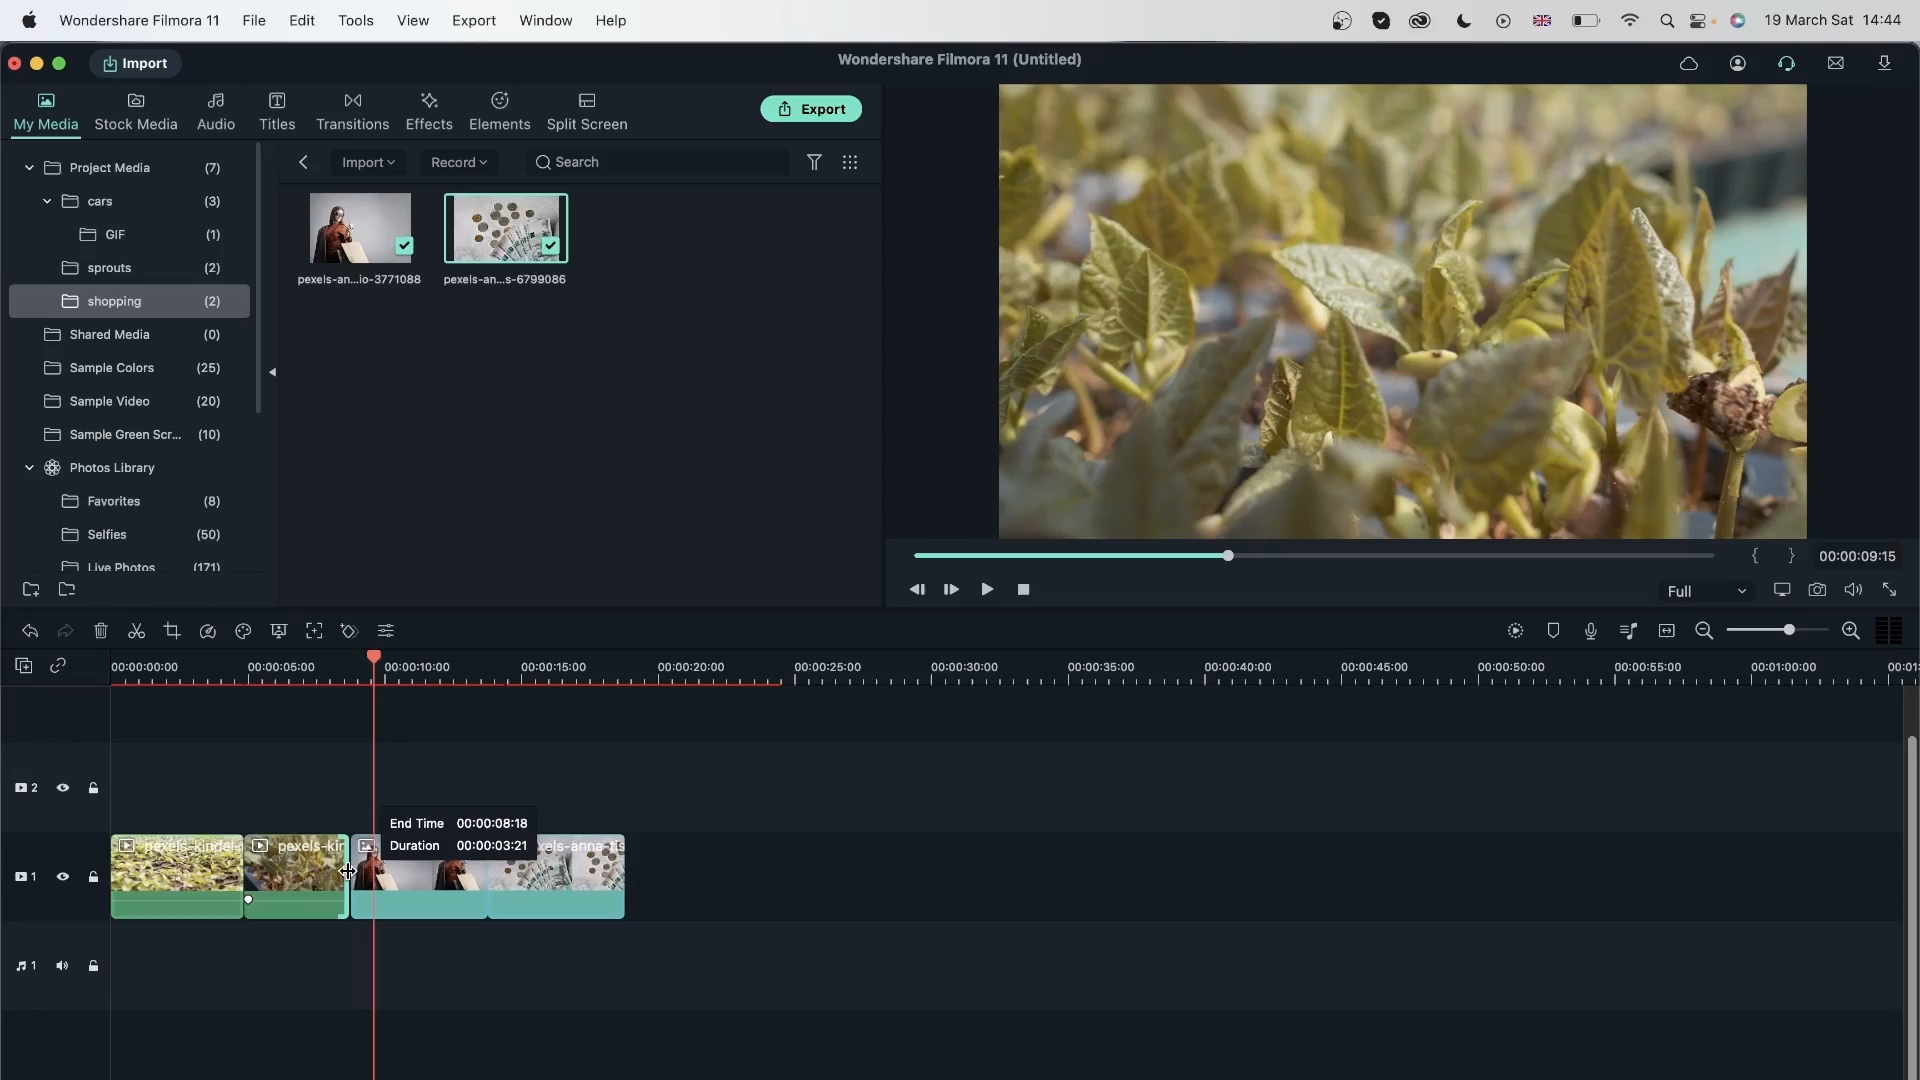 Wondershare Filmora 11 File Edit Tools View Export Window Help 19 March Sat 14:44
Import Wondershare Filmora 11 (Untitled)
My Media Stock Media Audio Titles Transitions Effects Elements Split Screen Export
Import Record Search
Project Media (7)
cars (3)
GIF (1)
sprouts (2)
shopping (2)
Shared Media (0)
Sample Colors (25)
Sample Video (20)
Sample Green Scr... (10)
Photos Library
Favorites (8)
Selfies (50)
Live Photos (171)
pexels-an...io-3771088 pexels-an...s-6799086
00:00:09:15
Full
00:00:00:00 00:00:05:00 00:00:10:00 00:00:15:00 00:00:20:00 00:00:25:00 00:00:30:00 00:00:35:00 00:00:40:00 00:00:45:00 00:00:50:00 00:00:55:00 00:01:00:00 00:01:
2
End Time 00:00:08:18
Duration 00:00:03:21
pexels-kindel- pexels-kin xels-anna-tis
1
1